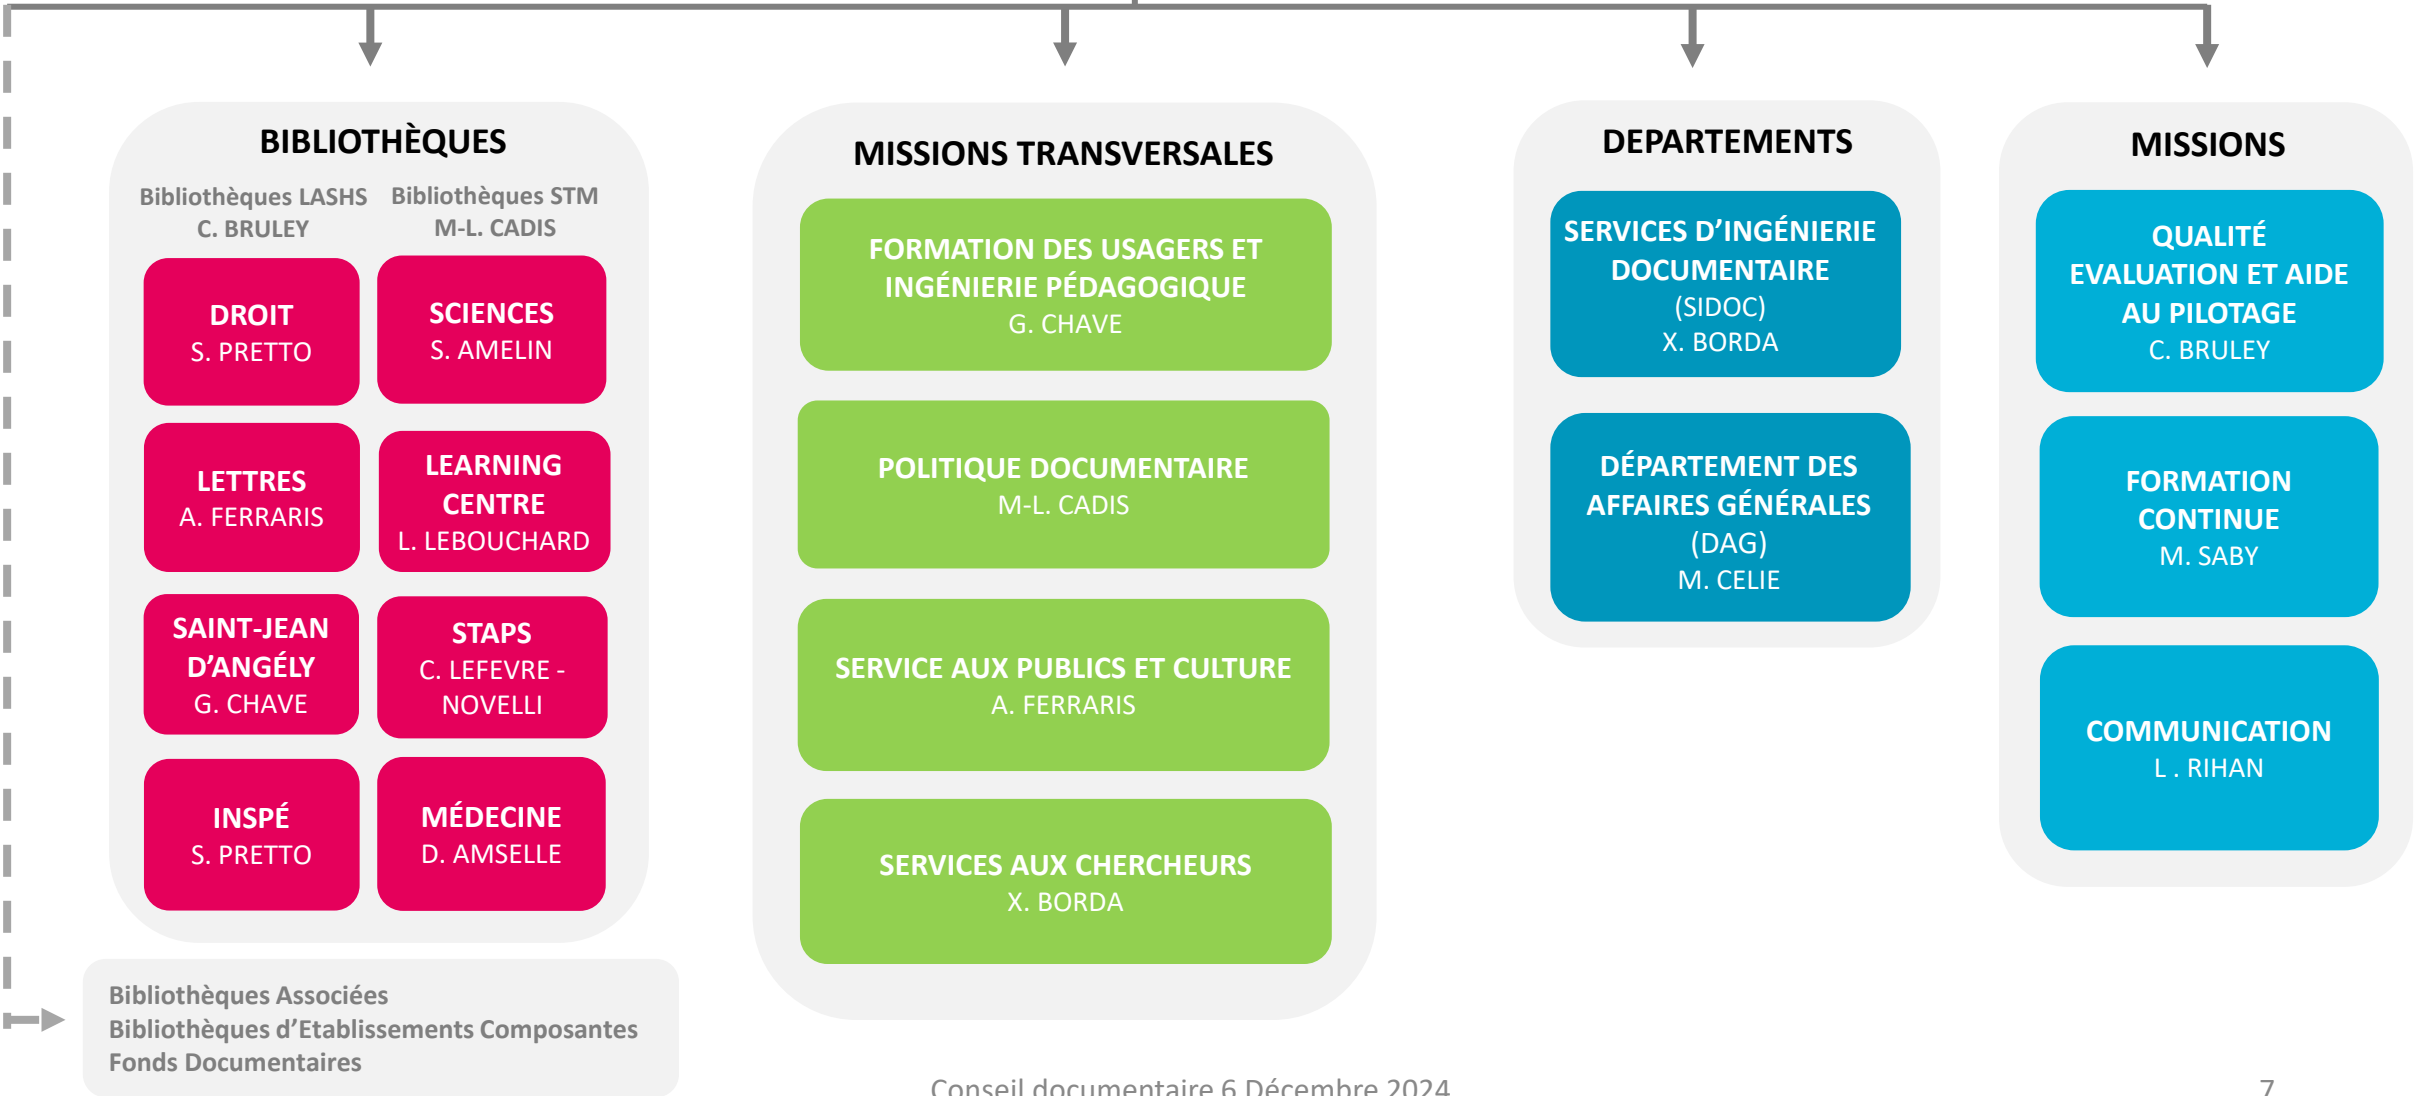 BIBLIOTHÈQUES
Bibliothèques LASHS
C. BRULEY
Bibliothèques STM
M-L. CADIS
DROIT
S. PRETTO
SCIENCES
S. AMELIN
LETTRES
A. FERRARIS
LEARNING
CENTRE
L. LEBOUCHARD
SAINT-JEAN
D’ANGÉLY
G. CHAVE
STAPS
C. LEFEVRE -
NOVELLI
INSPÉ
S. PRETTO
MÉDECINE
D. AMSELLE
Bibliothèques Associées
Bibliothèques d’Etablissements Composantes
Fonds Documentaires
MISSIONS TRANSVERSALES
FORMATION DES USAGERS ET
INGÉNIERIE PÉDAGOGIQUE
G. CHAVE
POLITIQUE DOCUMENTAIRE
M-L. CADIS
SERVICE AUX PUBLICS ET CULTURE
A. FERRARIS
SERVICES AUX CHERCHEURS
X. BORDA
DEPARTEMENTS
SERVICES D’INGÉNIERIE
DOCUMENTAIRE
(SIDOC)
X. BORDA
DÉPARTEMENT DES
AFFAIRES GÉNÉRALES
(DAG)
M. CELIE
MISSIONS
QUALITÉ
EVALUATION ET AIDE
AU PILOTAGE
C. BRULEY
FORMATION
CONTINUE
M. SABY
COMMUNICATION
L . RIHAN
Conseil documentaire 6 Décembre 2024
7